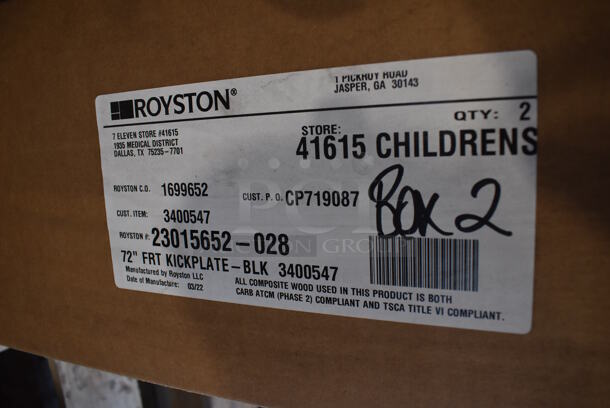 1 PICKROY ROAD
JASPER, GA 30143
ROYSTON®
7 ELEVEN STORE #41615
1935 MEDICAL DISTRICT
DALLAS, TX 75235-7701
QTY: 2
STORE:
41615 CHILDRENS
ROYSTON C.O. 1699652
CUST. P.O. CP719087
BOX 2
CUST. ITEM: 3400547
ROYSTON #: 23015652-028
72" FRT KICKPLATE-BLK 3400547
Manufactured by Royston LLC
Date of Manufacture: 03/22
ALL COMPOSITE WOOD USED IN THIS PRODUCT IS BOTH
CARB ATCM (PHASE 2) COMPLIANT AND TSCA TITLE VI COMPLIANT.
PCI
GROUP